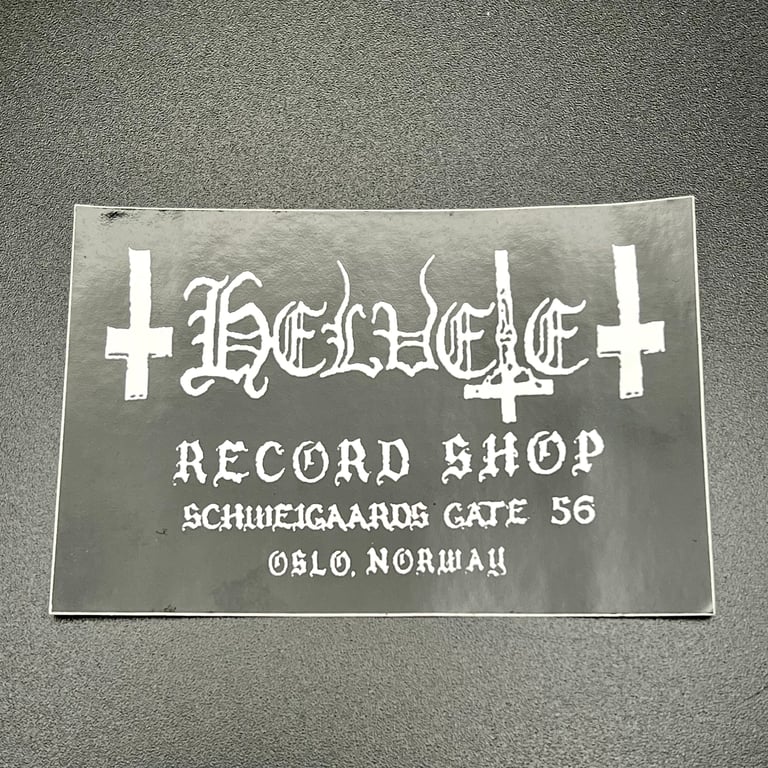 HELVETE
RECORD SHOP
SCHWEIGAARDS GATE 56
OSLO, NORWAY